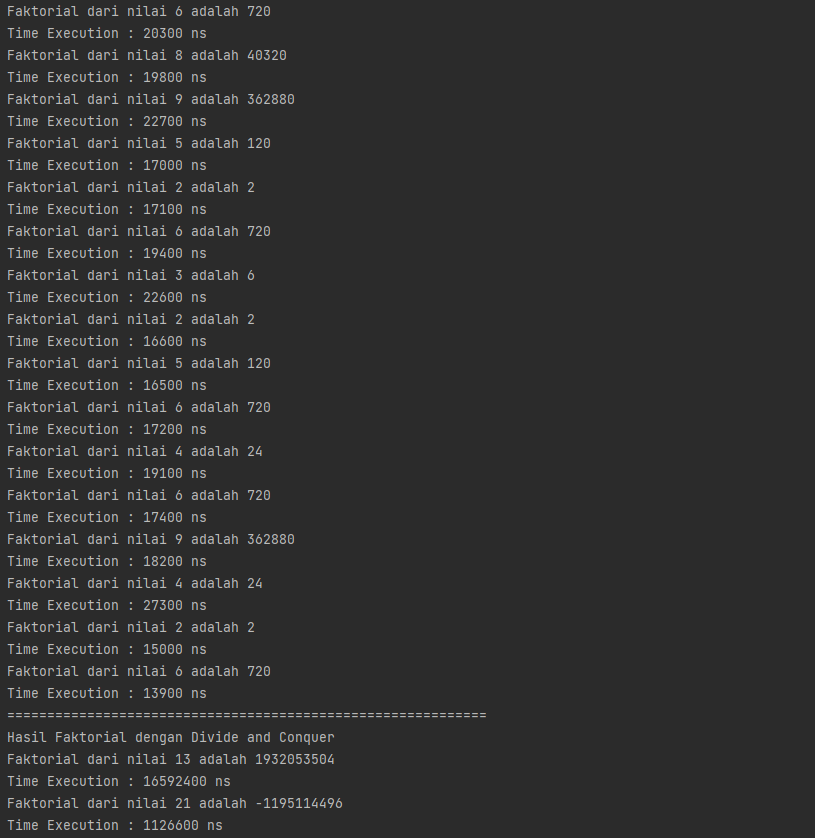 Faktorial dari nilai 6 adalah 720
Time Execution : 20300 ns
Faktorial dari nilai 8 adalah 40320
Time Execution : 19800 ns
Faktorial dari nilai 9 adalah 362880
Time Execution : 22700 ns
Faktorial dari nilai 5 adalah 120
Time Execution : 17000 ns
Faktorial dari nilai 2 adalah 2
Time Execution : 17100 ns
Faktorial dari nilai 6 adalah 720
Time Execution : 19400 ns
Faktorial dari nilai 3 adalah 6
Time Execution : 22600 ns
Faktorial dari nilai 2 adalah 2
Time Execution : 16600 ns
Faktorial dari nilai 5 adalah 120
Time Execution : 16500 ns
Faktorial dari nilai 6 adalah 720
Time Execution : 17200 ns
Faktorial dari nilai 4 adalah 24
Time Execution : 19100 ns
Faktorial dari nilai 6 adalah 720
Time Execution : 17400 ns
Faktorial dari nilai 9 adalah 362880
Time Execution : 18200 ns
Faktorial dari nilai 4 adalah 24
Time Execution : 27300 ns
Faktorial dari nilai 2 adalah 2
Time Execution : 15000 ns
Faktorial dari nilai 6 adalah 720
Time Execution : 13900 ns
============================================================
Hasil Faktorial dengan Divide and Conquer
Faktorial dari nilai 13 adalah 1932053504
Time Execution : 16592400 ns
Faktorial dari nilai 21 adalah -1195114496
Time Execution : 1126600 ns